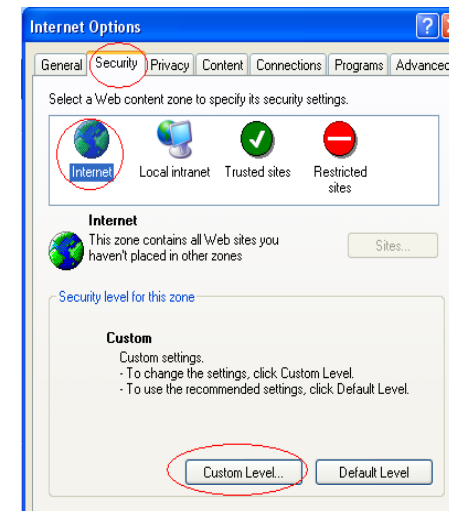 Internet Options
General Security Privacy Content Connections Programs Advanced
Select a Web content zone to specify its security settings.
Internet Local intranet Trusted sites Restricted
sites
Internet
This zone contains all Web sites you
haven't placed in other zones
Sites...
Security level for this zone
Custom
Custom settings.
- To change the settings, click Custom Level.
- To use the recommended settings, click Default Level.
Custom Level... Default Level